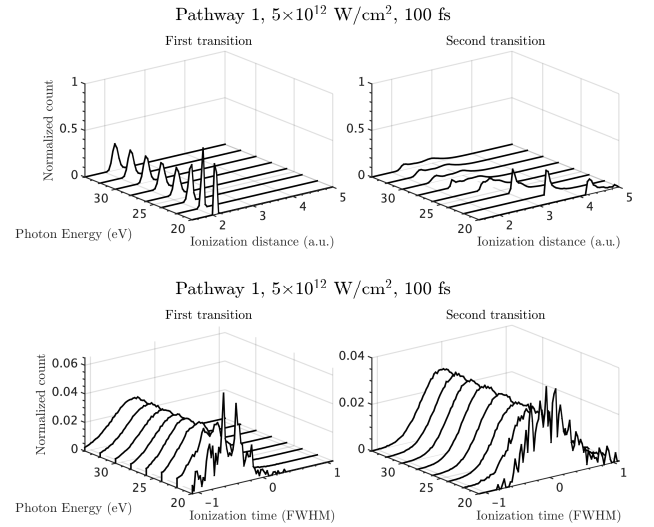 Pathway 1, 5×10¹² W/cm², 100 fs
First transition
Second transition
Normalized count
1
0.5
0
30
25
20
Photon Energy (eV)
2
3
4
5
Ionization distance (a.u.)
1
0.5
0
30
25
20
2
3
4
5
Ionization distance (a.u.)
Pathway 1, 5×10¹² W/cm², 100 fs
First transition
Second transition
Normalized count
0.06
0.04
0.02
0
30
25
20
Photon Energy (eV)
−1
0
1
Ionization time (FWHM)
0.04
0.02
0
30
25
20
−1
0
1
Ionization time (FWHM)